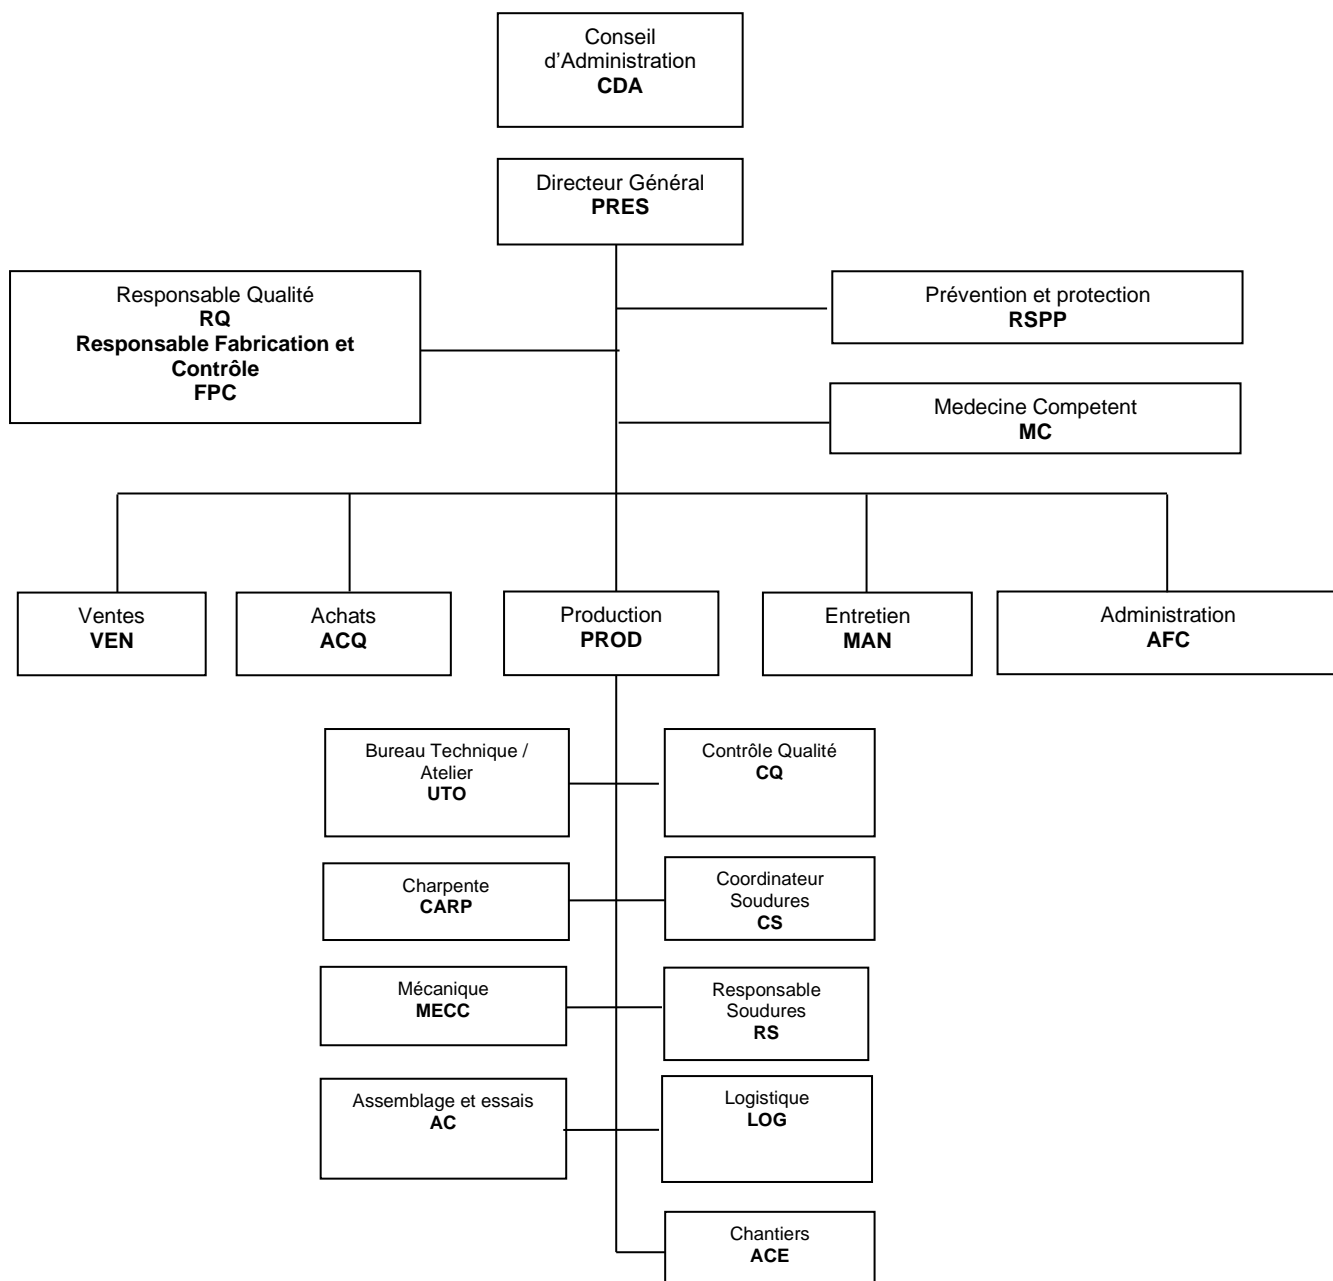 Conseil
d’Administration
CDA
Directeur Général
PRES
Responsable Qualité
RQ
Responsable Fabrication et
Contrôle
FPC
Prévention et protection
RSPP
Medecine Competent
MC
Ventes
VEN
Achats
ACQ
Production
PROD
Entretien
MAN
Administration
AFC
Bureau Technique /
Atelier
UTO
Contrôle Qualité
CQ
Charpente
CARP
Coordinateur
Soudures
CS
Mécanique
MECC
Responsable
Soudures
RS
Assemblage et essais
AC
Logistique
LOG
Chantiers
ACE